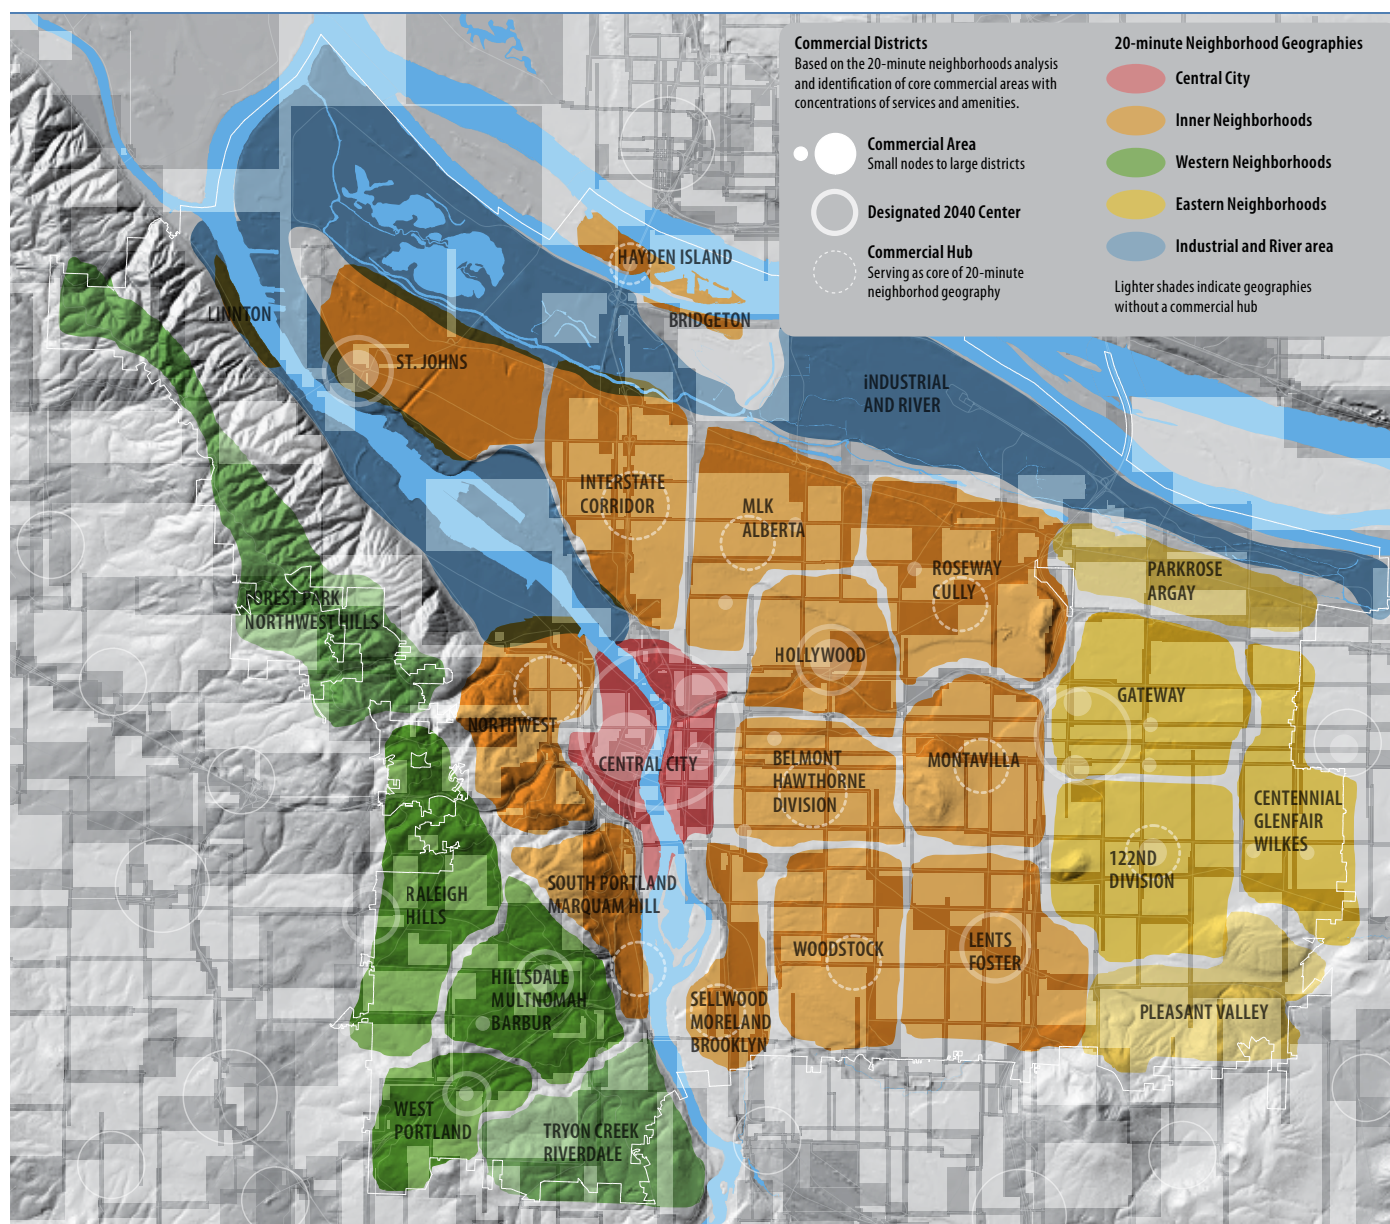 Commercial Districts
Based on the 20-minute neighborhoods analysis
and identification of core commercial areas with
concentrations of services and amenities.
Commercial Area
Small nodes to large districts
Designated 2040 Center
Commercial Hub
Serving as core of 20-minute
neighborhod geography
20-minute Neighborhood Geographies
Central City
Inner Neighborhoods
Western Neighborhoods
Eastern Neighborhoods
Industrial and River area
Lighter shades indicate geographies
without a commercial hub
HAYDEN ISLAND
BRIDGETON
LINNTON
ST. JOHNS
iNDUSTRIAL
AND RIVER
INTERSTATE
CORRIDOR
MLK
ALBERTA
ROSEWAY
CULLY
PARKROSE
ARGAY
FOREST PARK
NORTHWEST HILLS
HOLLYWOOD
GATEWAY
NORTHWEST
CENTRAL CITY
BELMONT
HAWTHORNE
DIVISION
MONTAVILLA
CENTENNIAL
GLENFAIR
WILKES
122ND
DIVISION
RALEIGH
HILLS
SOUTH PORTLAND
MARQUAM HILL
WOODSTOCK
LENTS
FOSTER
HILLSDALE
MULTNOMAH
BARBUR
SELLWOOD
MORELAND
BROOKLYN
PLEASANT VALLEY
WEST
PORTLAND
TRYON CREEK
RIVERDALE